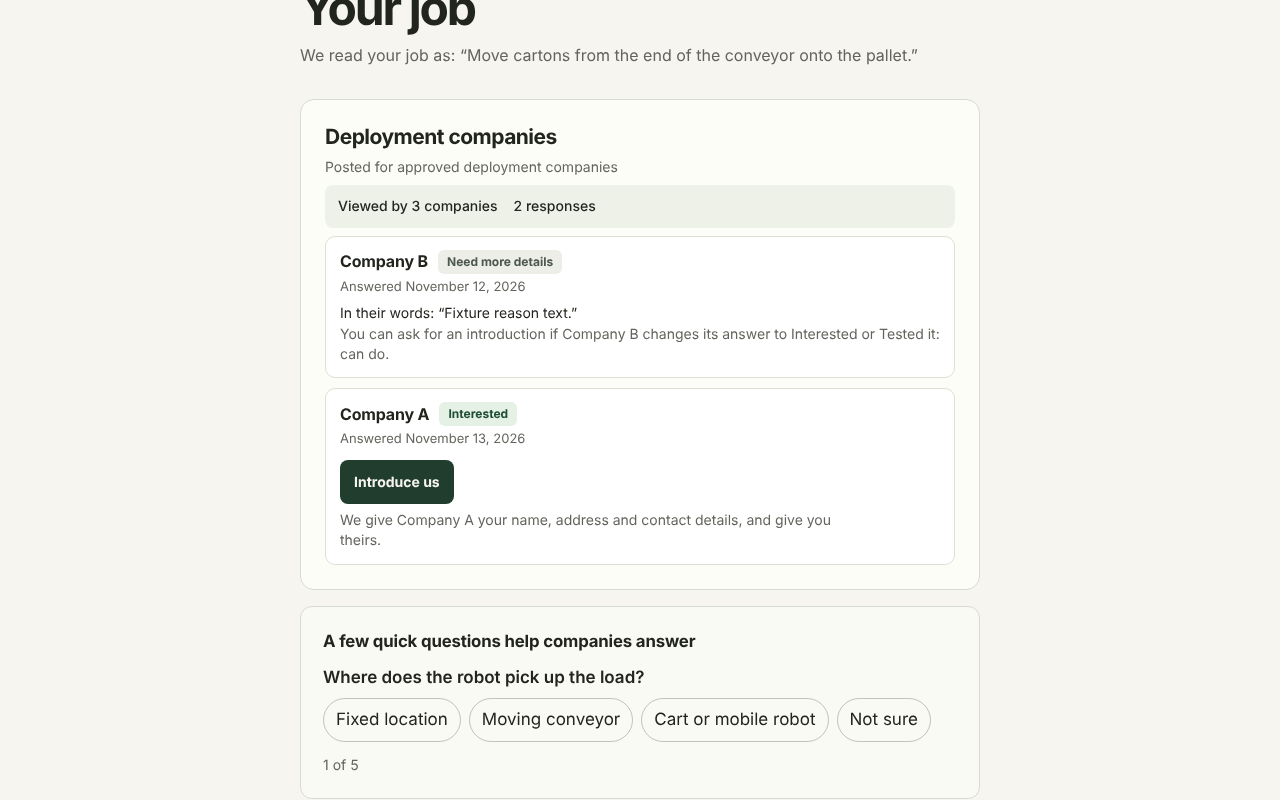 Your job
We read your job as: “Move cartons from the end of the conveyor onto the pallet.”
Deployment companies
Posted for approved deployment companies
Viewed by 3 companies 2 responses
Company B Need more details
Answered November 12, 2026
In their words: “Fixture reason text.”
You can ask for an introduction if Company B changes its answer to Interested or Tested it:
can do.
Company A Interested
Answered November 13, 2026
Introduce us
We give Company A your name, address and contact details, and give you
theirs.
A few quick questions help companies answer
Where does the robot pick up the load?
Fixed location Moving conveyor Cart or mobile robot Not sure
1 of 5